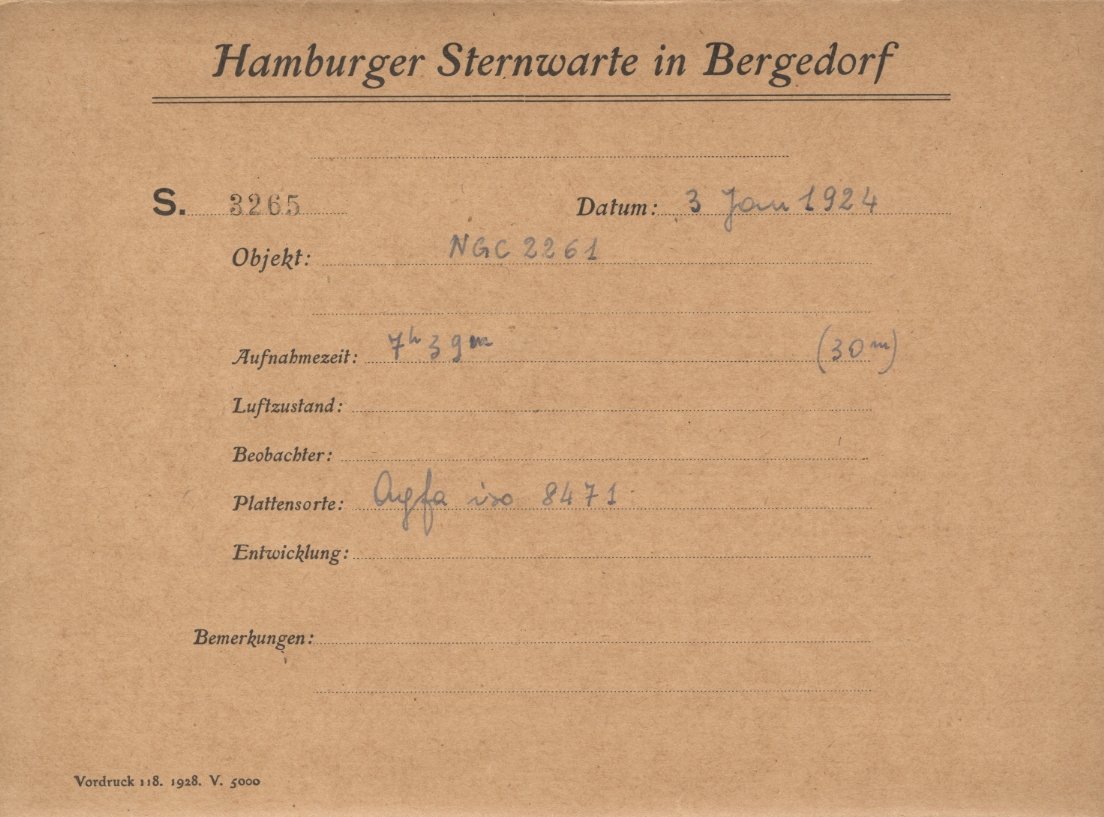 Hamburger Sternwarte in Bergedorf
S. 3265 Datum: 3 Jan 1924
Objekt: NGC 2261
Aufnahmezeit: 7h 39m (30m)
Luftzustand:
Beobachter:
Plattensorte: Agfa iso 8471
Entwicklung:
Bemerkungen:
Vordruck 118. 1928. V. 5000